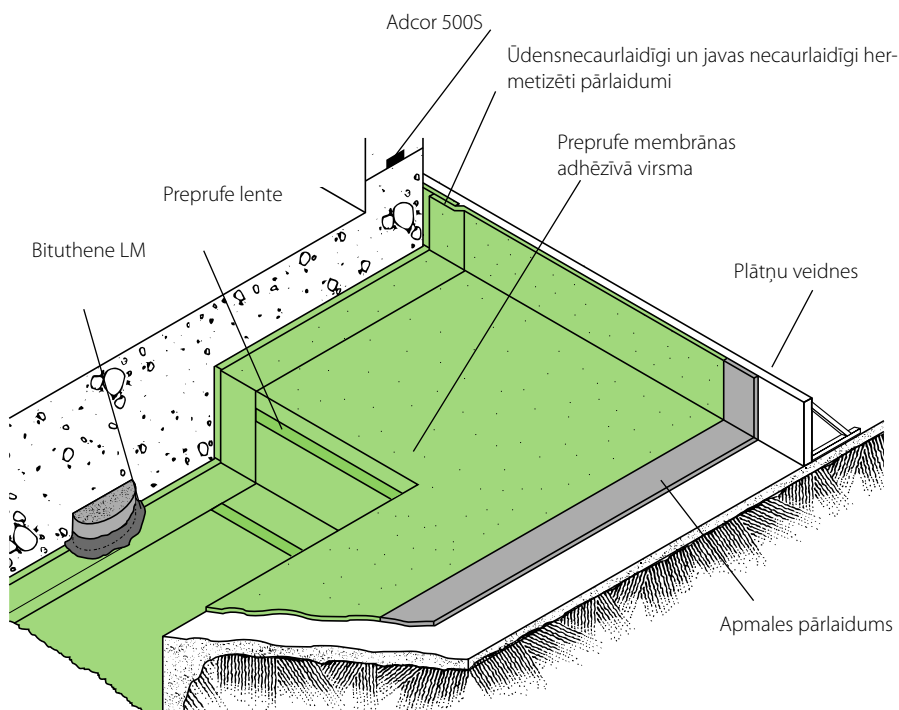 Adcor 500S
Ūdensnecaurlaidīgi un javas necaurlaidīgi her-
metizēti pārlaidumi
Preprufe membrānas
adhēzīvā virsma
Preprufe lente
Bituthene LM
Plātņu veidnes
Apmales pārlaidums